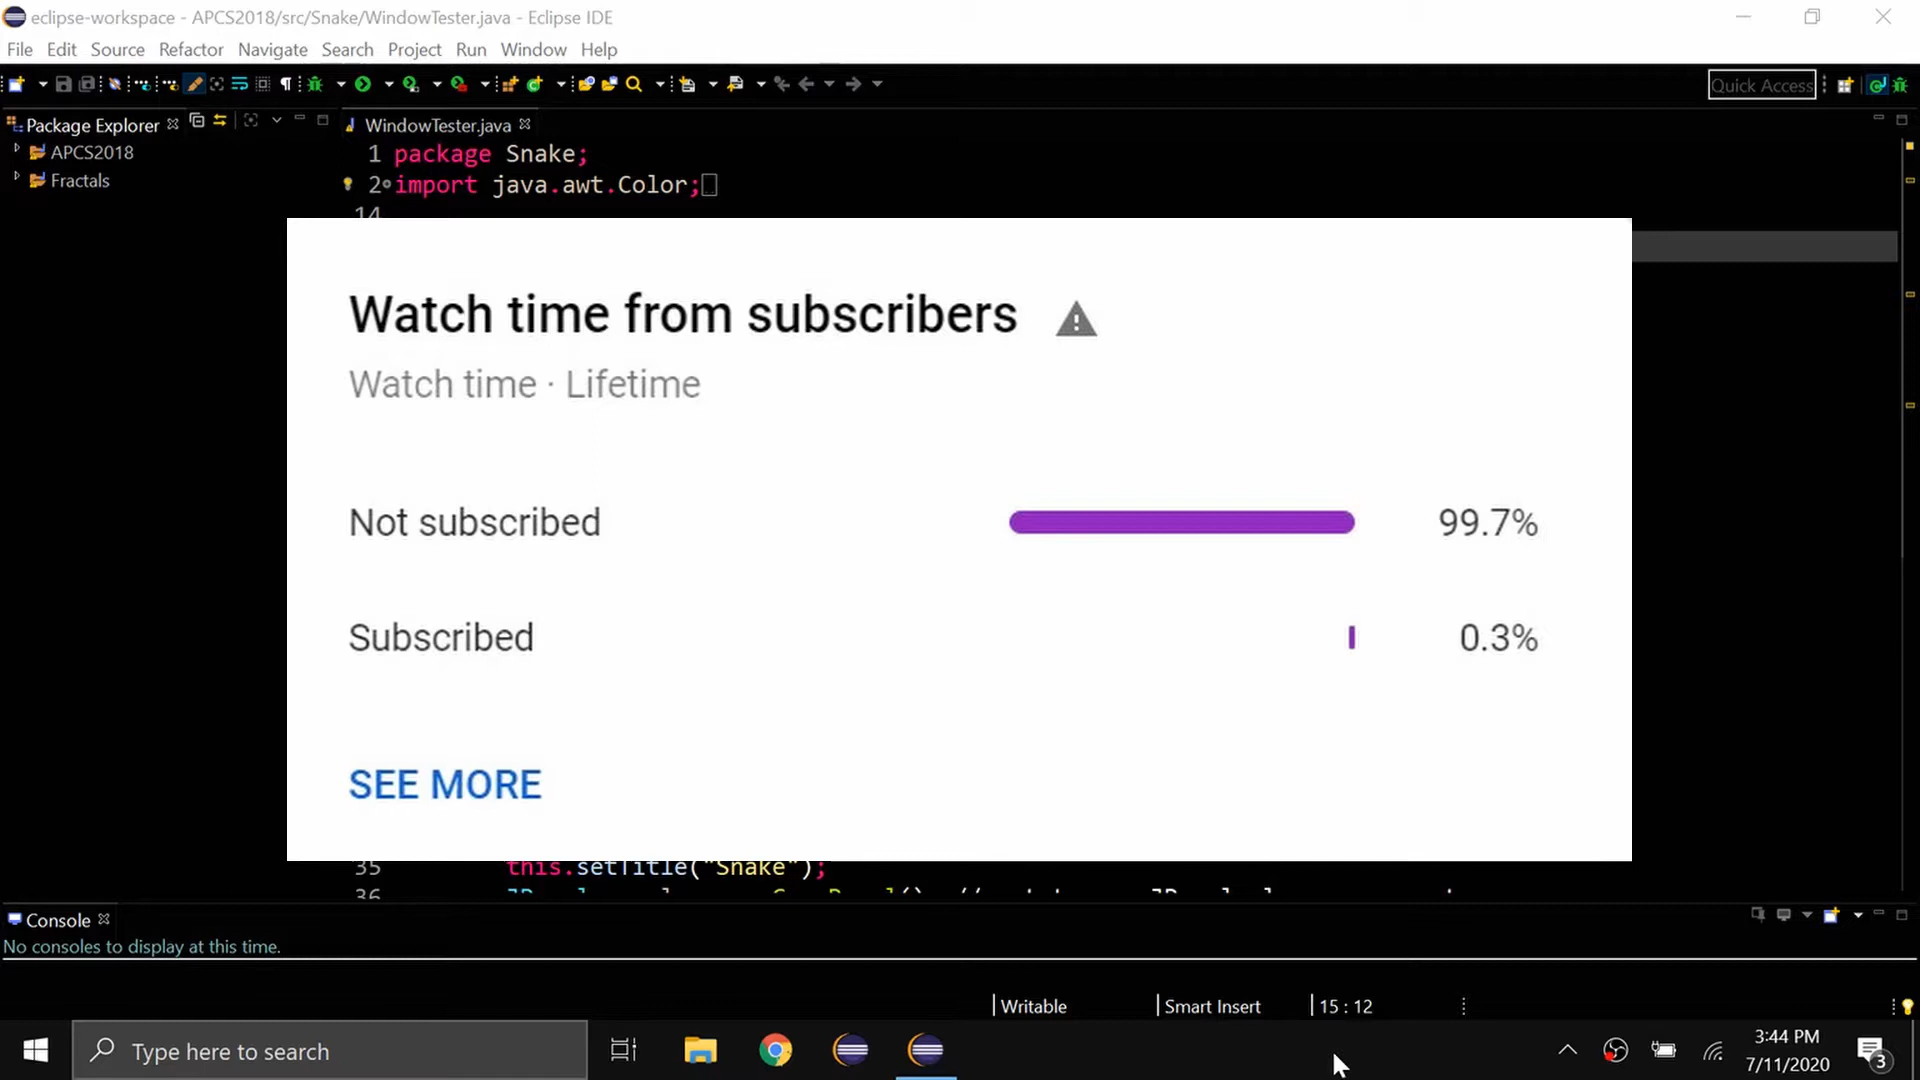 eclipse-workspace - APCS2018/src/Snake/WindowTester.java - Eclipse IDE
File Edit Source Refactor Navigate Search Project Run Window Help
Quick Access
Package Explorer
WindowTester.java
APCS2018
Fractals
1 package Snake;
2 import java.awt.Color;
14
Watch time from subscribers
Watch time · Lifetime
Not subscribed 99.7%
Subscribed 0.3%
SEE MORE
35 this.setTitle("Snake");
36
Console
No consoles to display at this time.
Writable Smart Insert 15 : 12
Type here to search
3:44 PM
7/11/2020
3